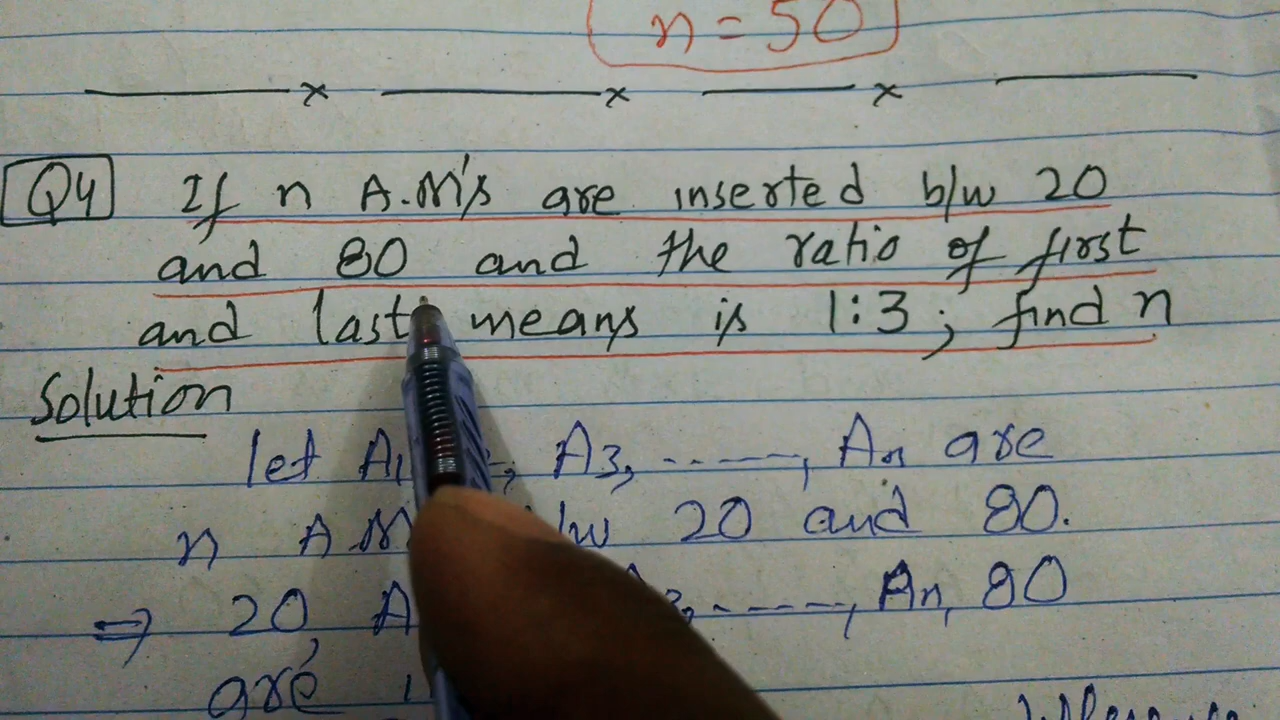 n = 50
Q4 If n A.M's are inserted b/w 20
and 80 and the ratio of first
and last means is 1:3; find n
Solution
let A1 A3, ------, An are
n A.M b/w 20 and 80.
⇒ 20, A ------, An, 80
are